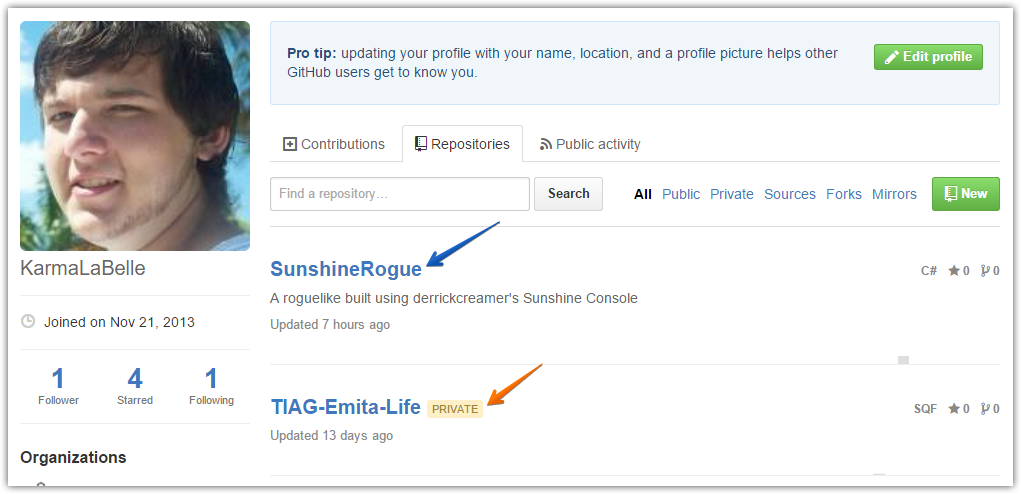 Pro tip: updating your profile with your name, location, and a profile picture helps other
GitHub users get to know you.
Edit profile
Contributions
Repositories
Public activity
Find a repository...
Search
All
Public
Private
Sources
Forks
Mirrors
New
KarmaLaBelle
Joined on Nov 21, 2013
1
Follower
4
Starred
1
Following
Organizations
SunshineRogue
C#
0
0
A roguelike built using derrickcreamer's Sunshine Console
Updated 7 hours ago
TIAG-Emita-Life
PRIVATE
SQF
0
0
Updated 13 days ago